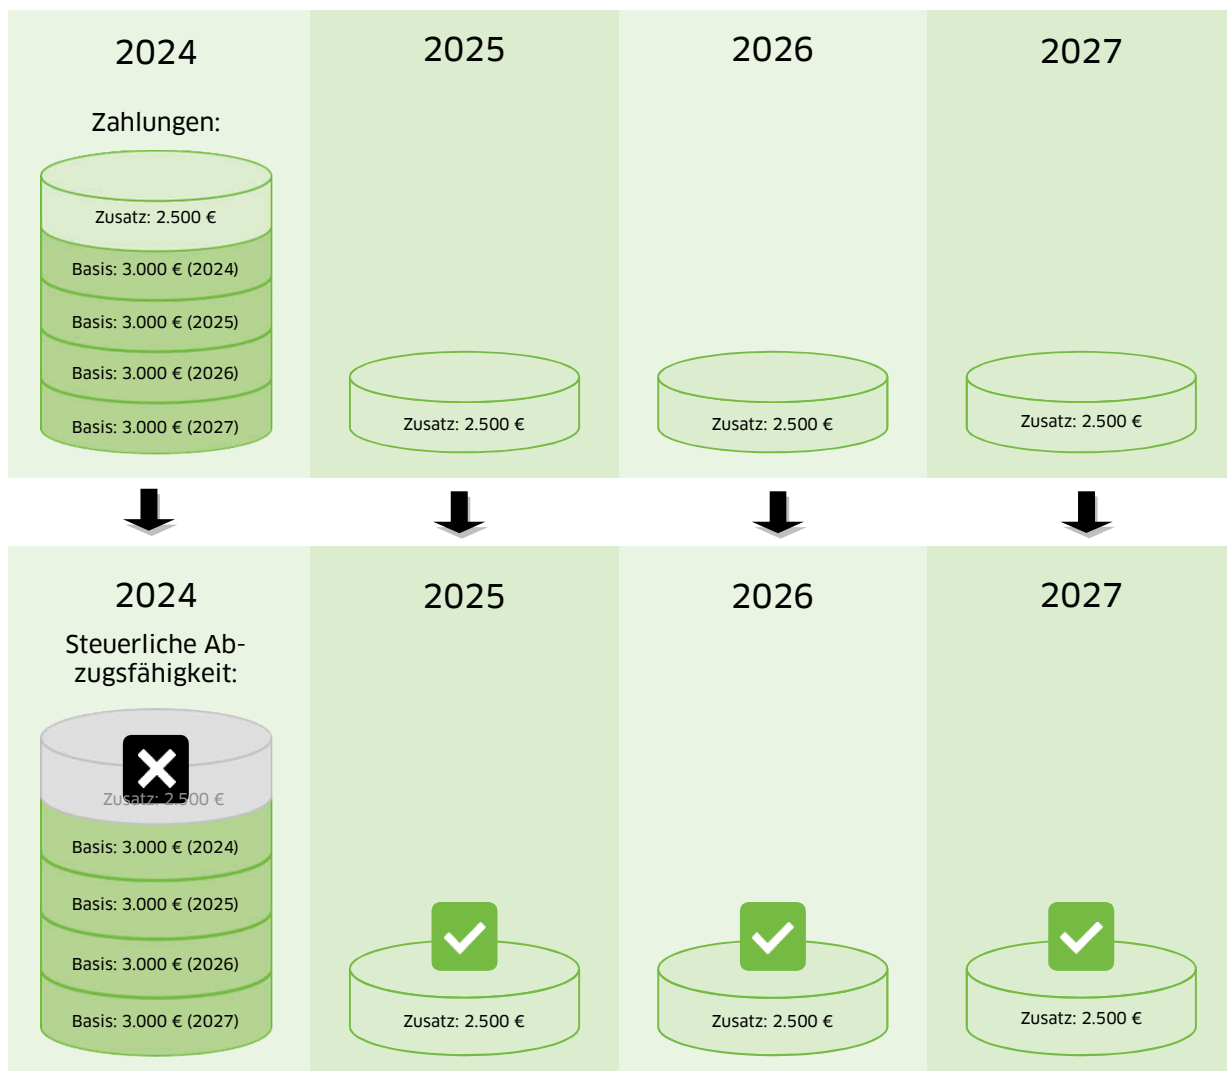 2024
2025
2026
2027
Zahlungen:
Zusatz: 2.500 €
Basis: 3.000 € (2024)
Basis: 3.000 € (2025)
Basis: 3.000 € (2026)
Basis: 3.000 € (2027)
Zusatz: 2.500 €
Zusatz: 2.500 €
Zusatz: 2.500 €
2024
2025
2026
2027
Steuerliche Ab-
zugsfähigkeit:
Zusatz: 2.500 €
Basis: 3.000 € (2024)
Basis: 3.000 € (2025)
Basis: 3.000 € (2026)
Basis: 3.000 € (2027)
Zusatz: 2.500 €
Zusatz: 2.500 €
Zusatz: 2.500 €